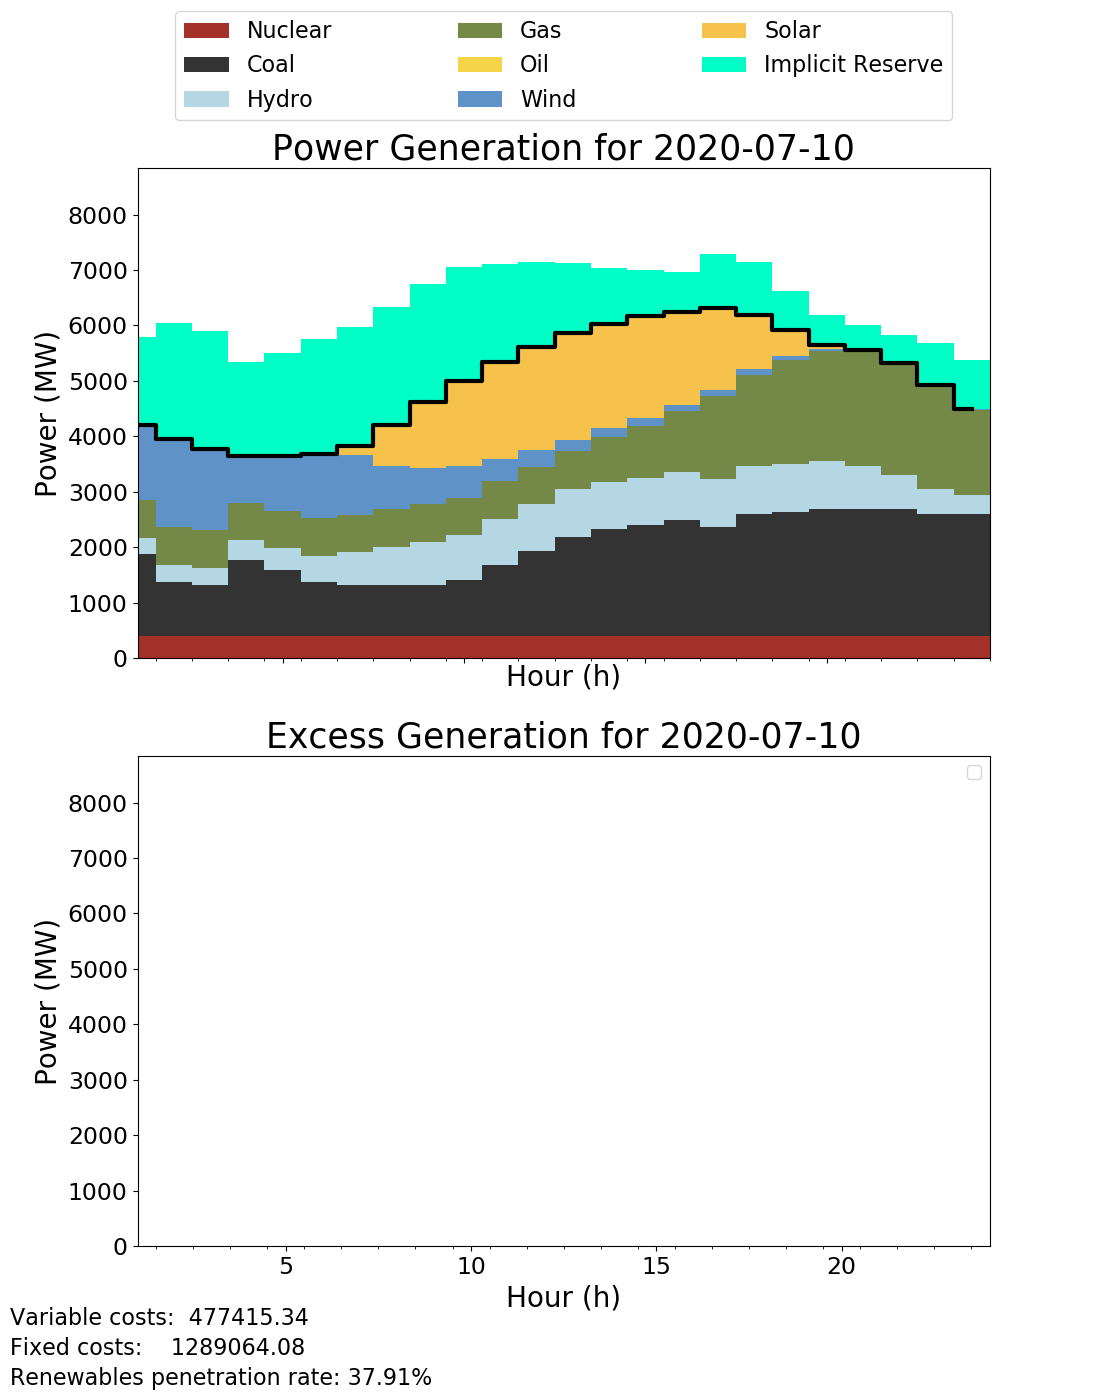 Nuclear Gas Solar
Coal Oil Implicit Reserve
Hydro Wind
Power Generation for 2020-07-10
8000
7000
6000
5000
4000
3000
2000
1000
0
Power (MW)
Hour (h)
Excess Generation for 2020-07-10
8000
7000
6000
5000
4000
3000
2000
1000
0
Power (MW)
5 10 15 20
Hour (h)
Variable costs: 477415.34
Fixed costs: 1289064.08
Renewables penetration rate: 37.91%